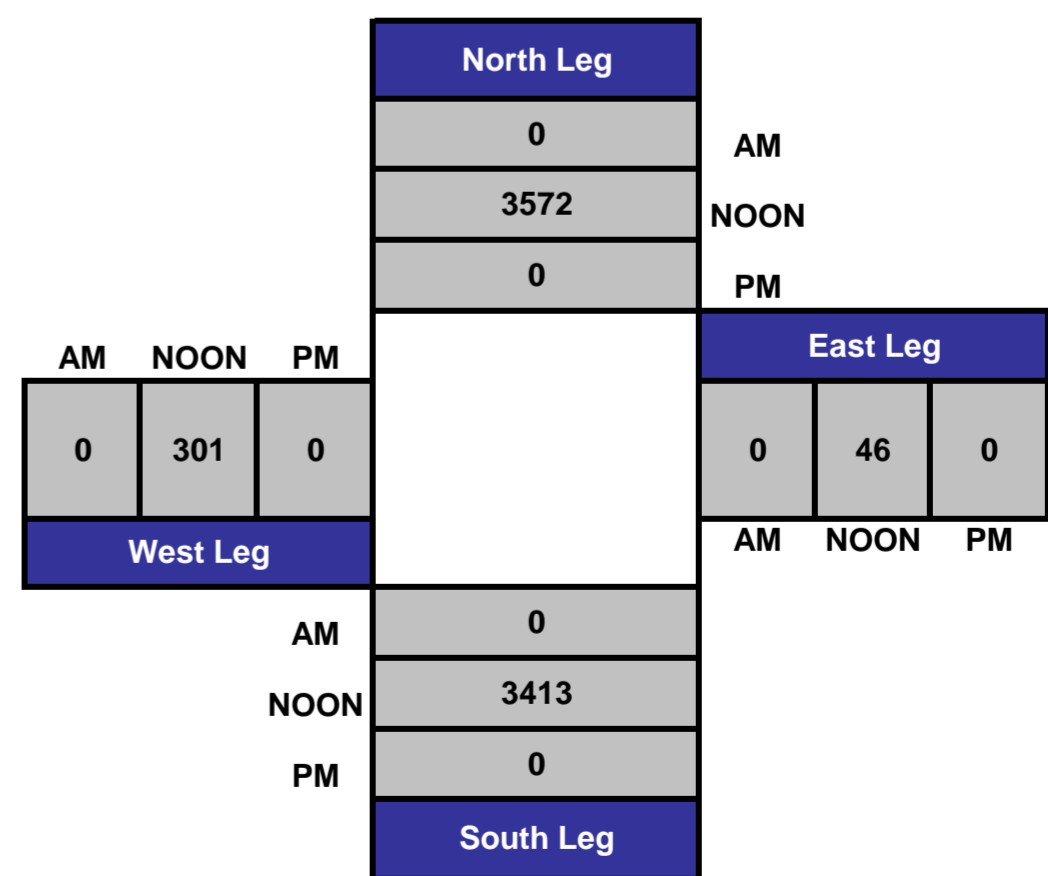 North Leg
0
AM
3572
NOON
0
PM
East Leg
AM NOON PM
0 301 0
0 46 0
West Leg
AM NOON PM
0
AM
3413
NOON
0
PM
South Leg